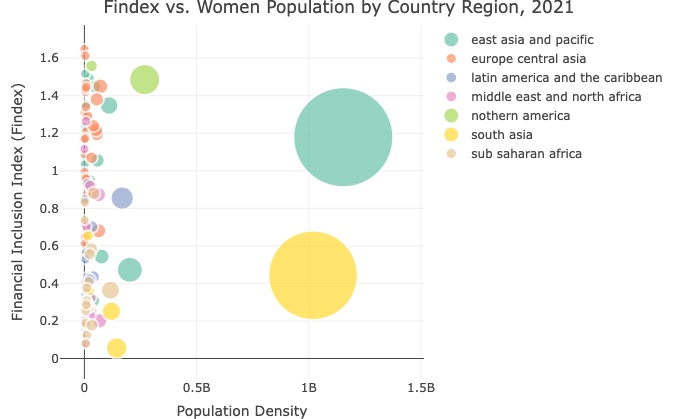 Findex vs. Women Population by Country Region, 2021
east asia and pacific
europe central asia
latin america and the caribbean
middle east and north africa
nothern america
south asia
sub saharan africa
Financial Inclusion Index (Findex)
1.6
1.4
1.2
1
0.8
0.6
0.4
0.2
0
0 0.5B 1B 1.5B
Population Density